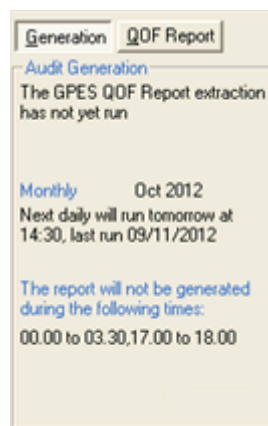 Generation QOF Report
Audit Generation
The GPES QOF Report extraction
has not yet run
Monthly Oct 2012
Next daily will run tomorrow at
14:30, last run 09/11/2012
The report will not be generated
during the following times:
00.00 to 03.30,17.00 to 18.00